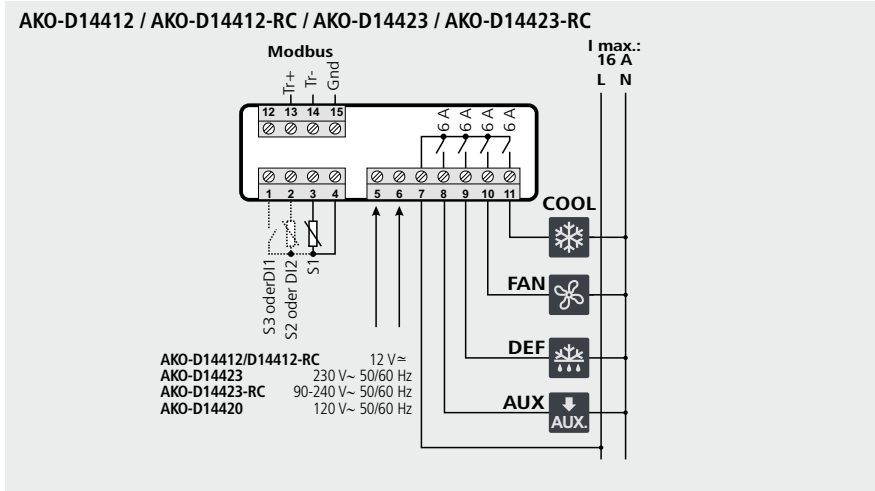 AKO-D14412 / AKO-D14412-RC / AKO-D14423 / AKO-D14423-RC
I max.:
16 A
L N
Modbus
Tr+ Tr- Gnd
12 13 14 15
6 A 6 A 6 A 6 A
1 2 3 4 5 6 7 8 9 10 11
S3 oderDI1
S2 oder DI2
S1
COOL
FAN
DEF
AUX
AUX.
AKO-D14412/D14412-RC 12 V≃
AKO-D14423 230 V~ 50/60 Hz
AKO-D14423-RC 90-240 V~ 50/60 Hz
AKO-D14420 120 V~ 50/60 Hz